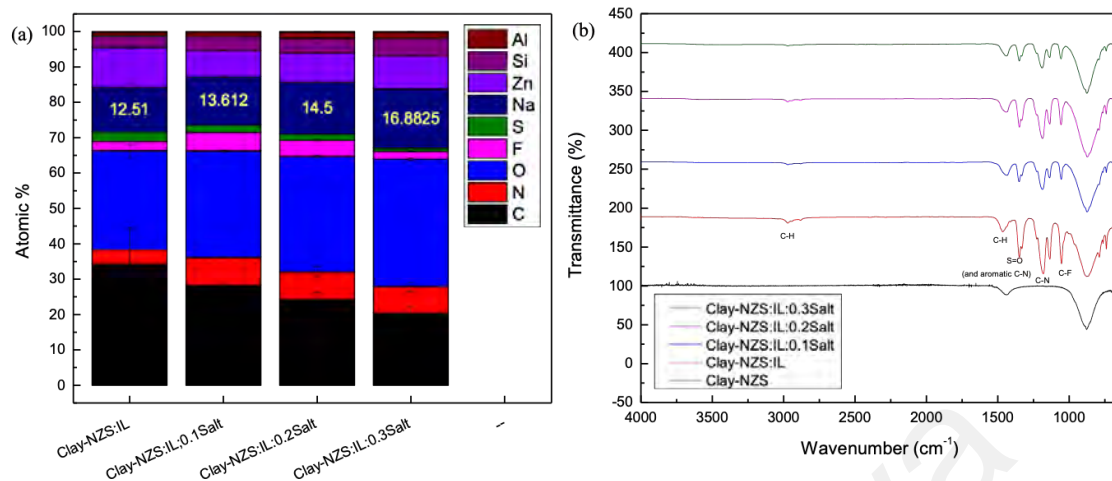 (a)
100
90
80
70
60
50
40
30
20
10
0
Atomic %
12.51
13.612
14.5
16.8825
Al
Si
Zn
Na
S
F
O
N
C
Clay-NZS:IL
Clay-NZS:IL;0.1Salt
Clay-NZS:IL:0.2Salt
Clay-NZS:IL:0.3Salt
--
(b)
450
400
350
300
250
200
150
100
50
0
-50
Transmittance (%)
C-H
C-H
S=O
(and aromatic C-N)
C-N
C-F
Clay-NZS:IL:0.3Salt
Clay-NZS:IL:0.2Salt
Clay-NZS:IL:0.1Salt
Clay-NZS:IL
Clay-NZS
4000 3500 3000 2500 2000 1500 1000
Wavenumber (cm⁻¹)